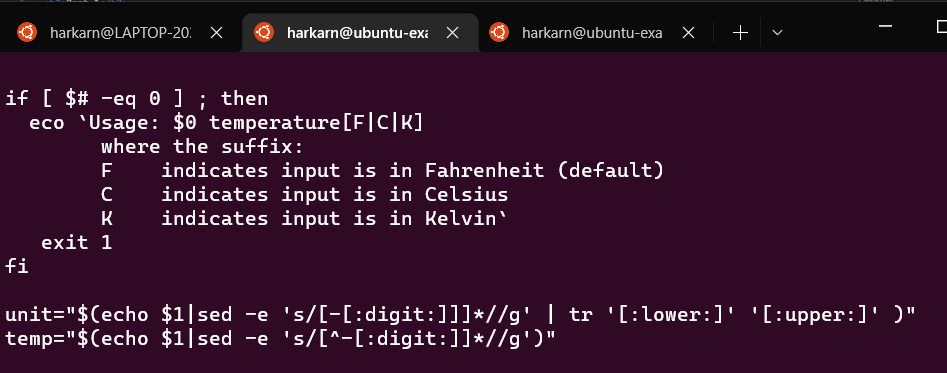 harkarn@LAPTOP-202 harkarn@ubuntu-exa harkarn@ubuntu-exa
if [ $# -eq 0 ] ; then
  eco `Usage: $0 temperature[F|C|K]
        where the suffix:
        F    indicates input is in Fahrenheit (default)
        C    indicates input is in Celsius
        K    indicates input is in Kelvin`
   exit 1
fi
unit="$(echo $1|sed -e 's/[-[:digit:]]]*//g' | tr '[:lower:]' '[:upper:]' )"
temp="$(echo $1|sed -e 's/[^-[:digit:]]*//g')"